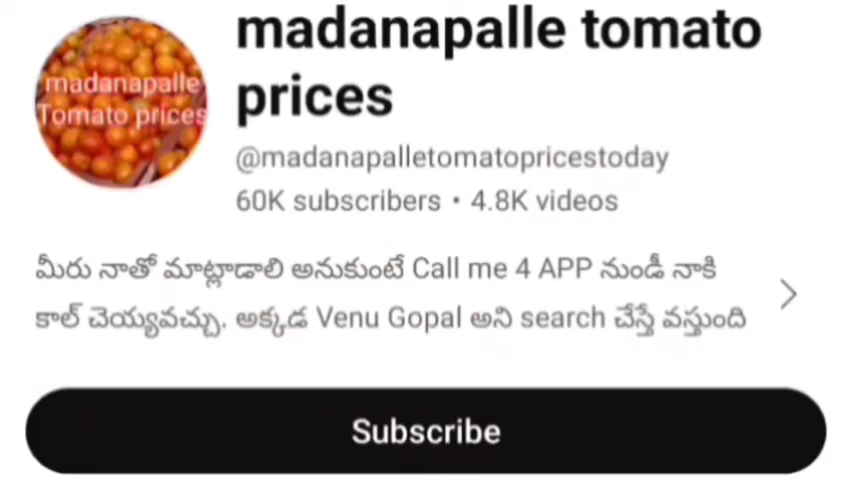 madanapalle tomato
prices
madanapalle
Tomato prices
@madanapalletomatopricestoday
60K subscribers • 4.8K videos
మీరు నాతో మాట్లాడాలి అనుకుంటే Call me 4 APP నుండీ నాకి
కాల్ చెయ్యవచ్చు. అక్కడ Venu Gopal అని search చేస్తే వస్తుంది
Subscribe